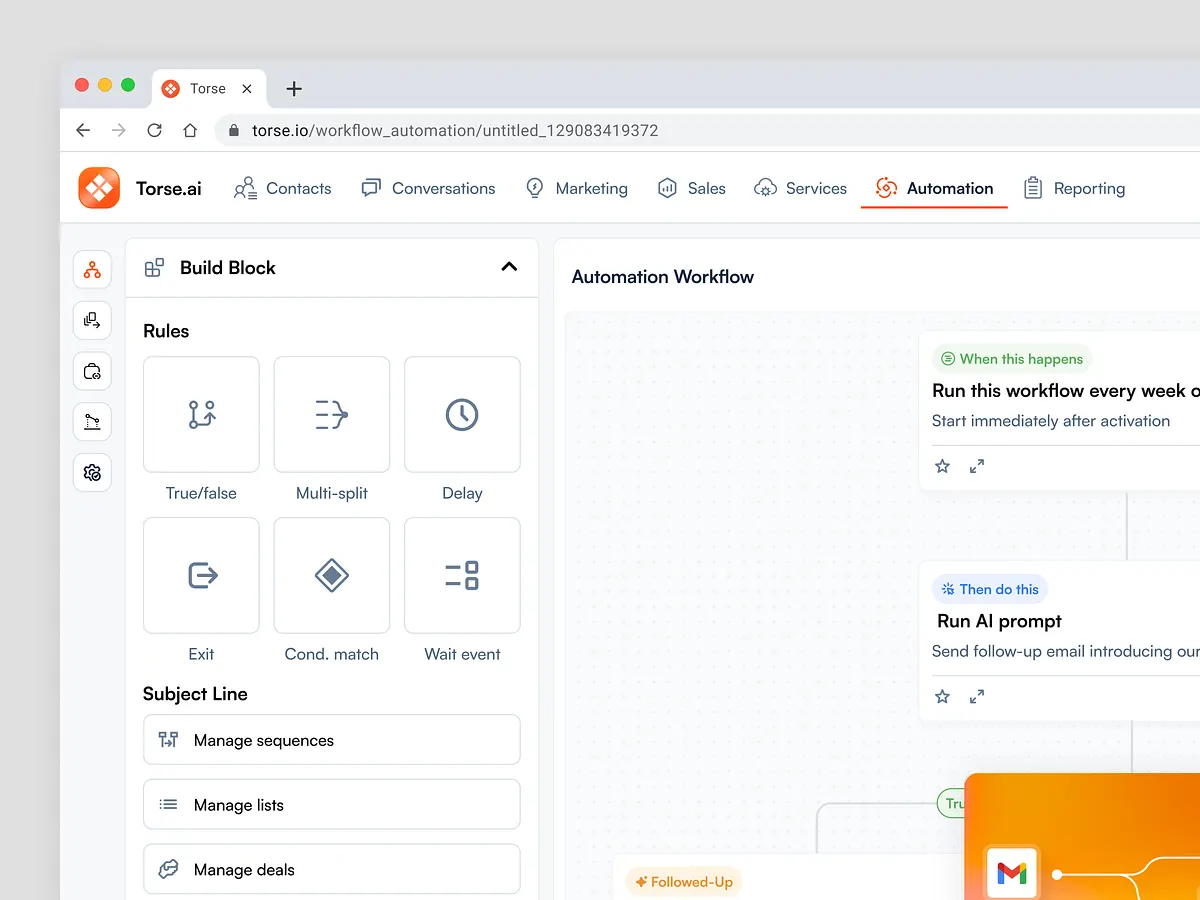 Torse
torse.io/workflow_automation/untitled_129083419372
Torse.ai
Contacts
Conversations
Marketing
Sales
Services
Automation
Reporting
Build Block
Rules
True/false
Multi-split
Delay
Exit
Cond. match
Wait event
Subject Line
Manage sequences
Manage lists
Manage deals
Automation Workflow
When this happens
Run this workflow every week
Start immediately after activation
Then do this
Run AI prompt
Send follow-up email introducing our
Tru
Followed-Up